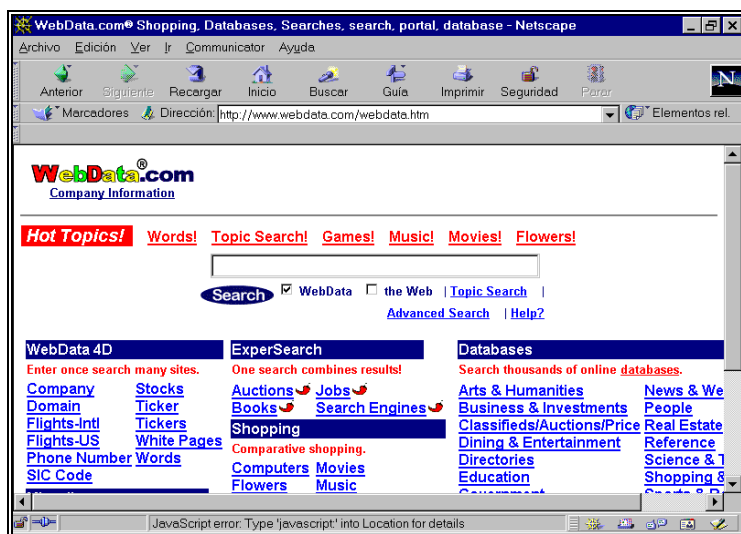 WebData.com® Shopping, Databases, Searches, search, portal, database - Netscape
Archivo Edición Ver Ir Communicator Ayuda
Anterior Siguiente Recargar Inicio Buscar Guía Imprimir Seguridad Parar
Marcadores Dirección: http://www.webdata.com/webdata.htm Elementos rel.
WebData®.com
Company Information
Hot Topics! Words! Topic Search! Games! Music! Movies! Flowers!
Search WebData the Web | Topic Search |
Advanced Search | Help?
WebData 4D
Enter once search many sites.
Company Stocks
Domain Ticker
Flights-Intl Tickers
Flights-US White Pages
Phone Number Words
SIC Code
ExperSearch
One search combines results!
Auctions Jobs
Books Search Engines
Shopping
Comparative shopping.
Computers Movies
Flowers Music
Databases
Search thousands of online databases.
Arts & Humanities News & We
Business & Investments People
Classifieds/Auctions/Price Real Estate
Dining & Entertainment Reference
Directories Science & T
Education Shopping &
JavaScript error: Type 'javascript:' into Location for details